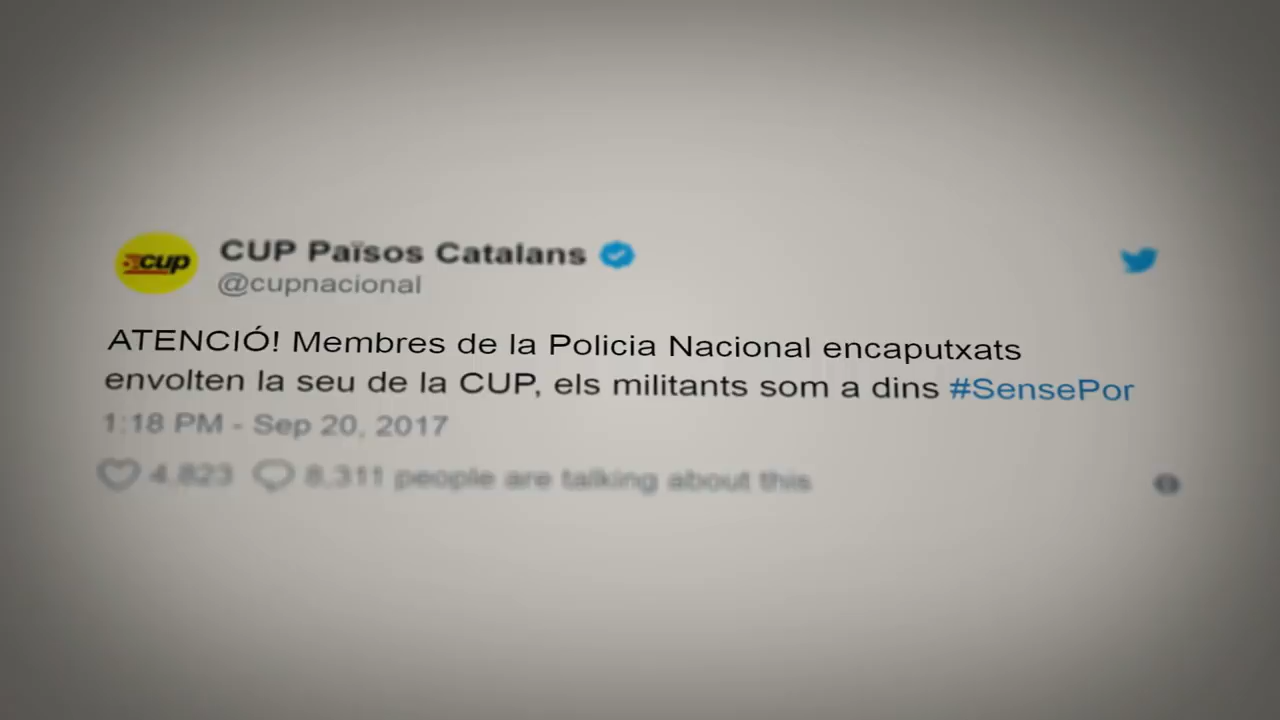 cup
CUP Països Catalans
@cupnacional
ATENCIÓ! Membres de la Policia Nacional encaputxats
envolten la seu de la CUP, els militants som a dins #SensePor
1:18 PM - Sep 20, 2017
4.823 8.311 people are talking about this